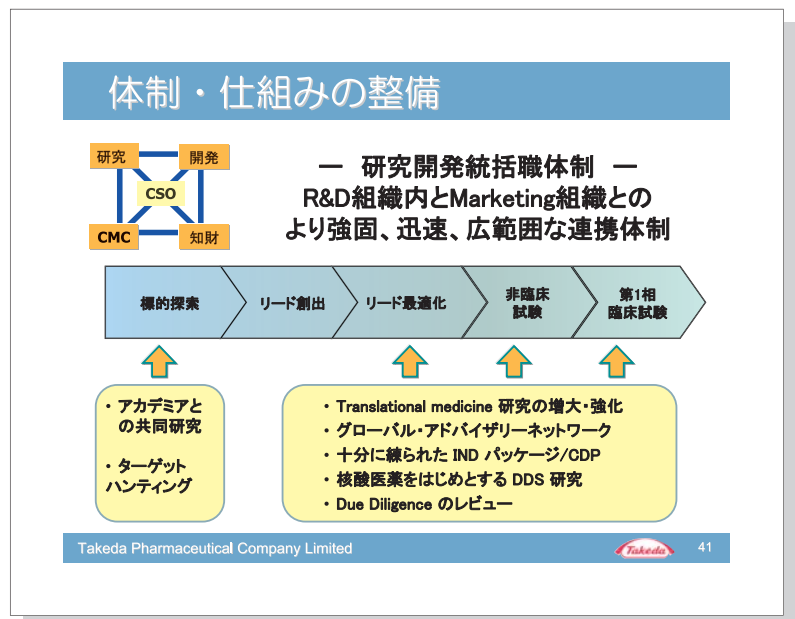 体制・仕組みの整備
研究
開発
CSO
CMC
知財
ー 研究開発統括職体制 ー
R&D組織内とMarketing組織との
より強固、迅速、広範囲な連携体制
標的探索
リード創出
リード最適化
非臨床
試験
第1相
臨床試験
・ アカデミアと
の共同研究
・ ターゲット
ハンティング
・ Translational medicine 研究の増大・強化
・ グローバル・アドバイザリーネットワーク
・ 十分に練られた IND パッケージ/CDP
・ 核酸医薬をはじめとする DDS 研究
・ Due Diligence のレビュー
Takeda Pharmaceutical Company Limited
Takeda
41